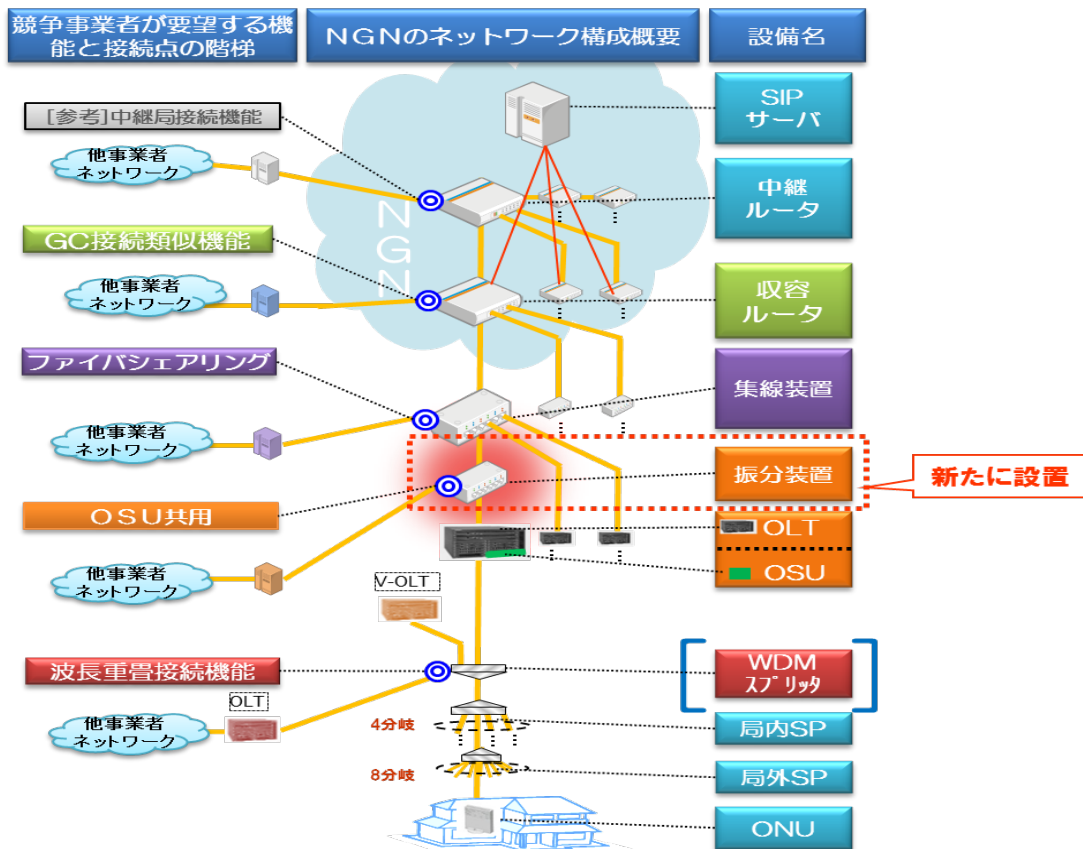 競争事業者が要望する機
能と接続点の階梯
NGNのネットワーク構成概要
設備名
SIP
サーバ
[参考]中継局接続機能
他事業者
ネットワーク
中継
ルータ
NGN
GC接続類似機能
他事業者
ネットワーク
収容
ルータ
ファイバシェアリング
集線装置
他事業者
ネットワーク
振分装置
新たに設置
OSU共用
OLT
OSU
他事業者
ネットワーク
V-OLT
波長重畳接続機能
WDM
スプリッタ
OLT
他事業者
ネットワーク
4分岐
局内SP
8分岐
局外SP
ONU